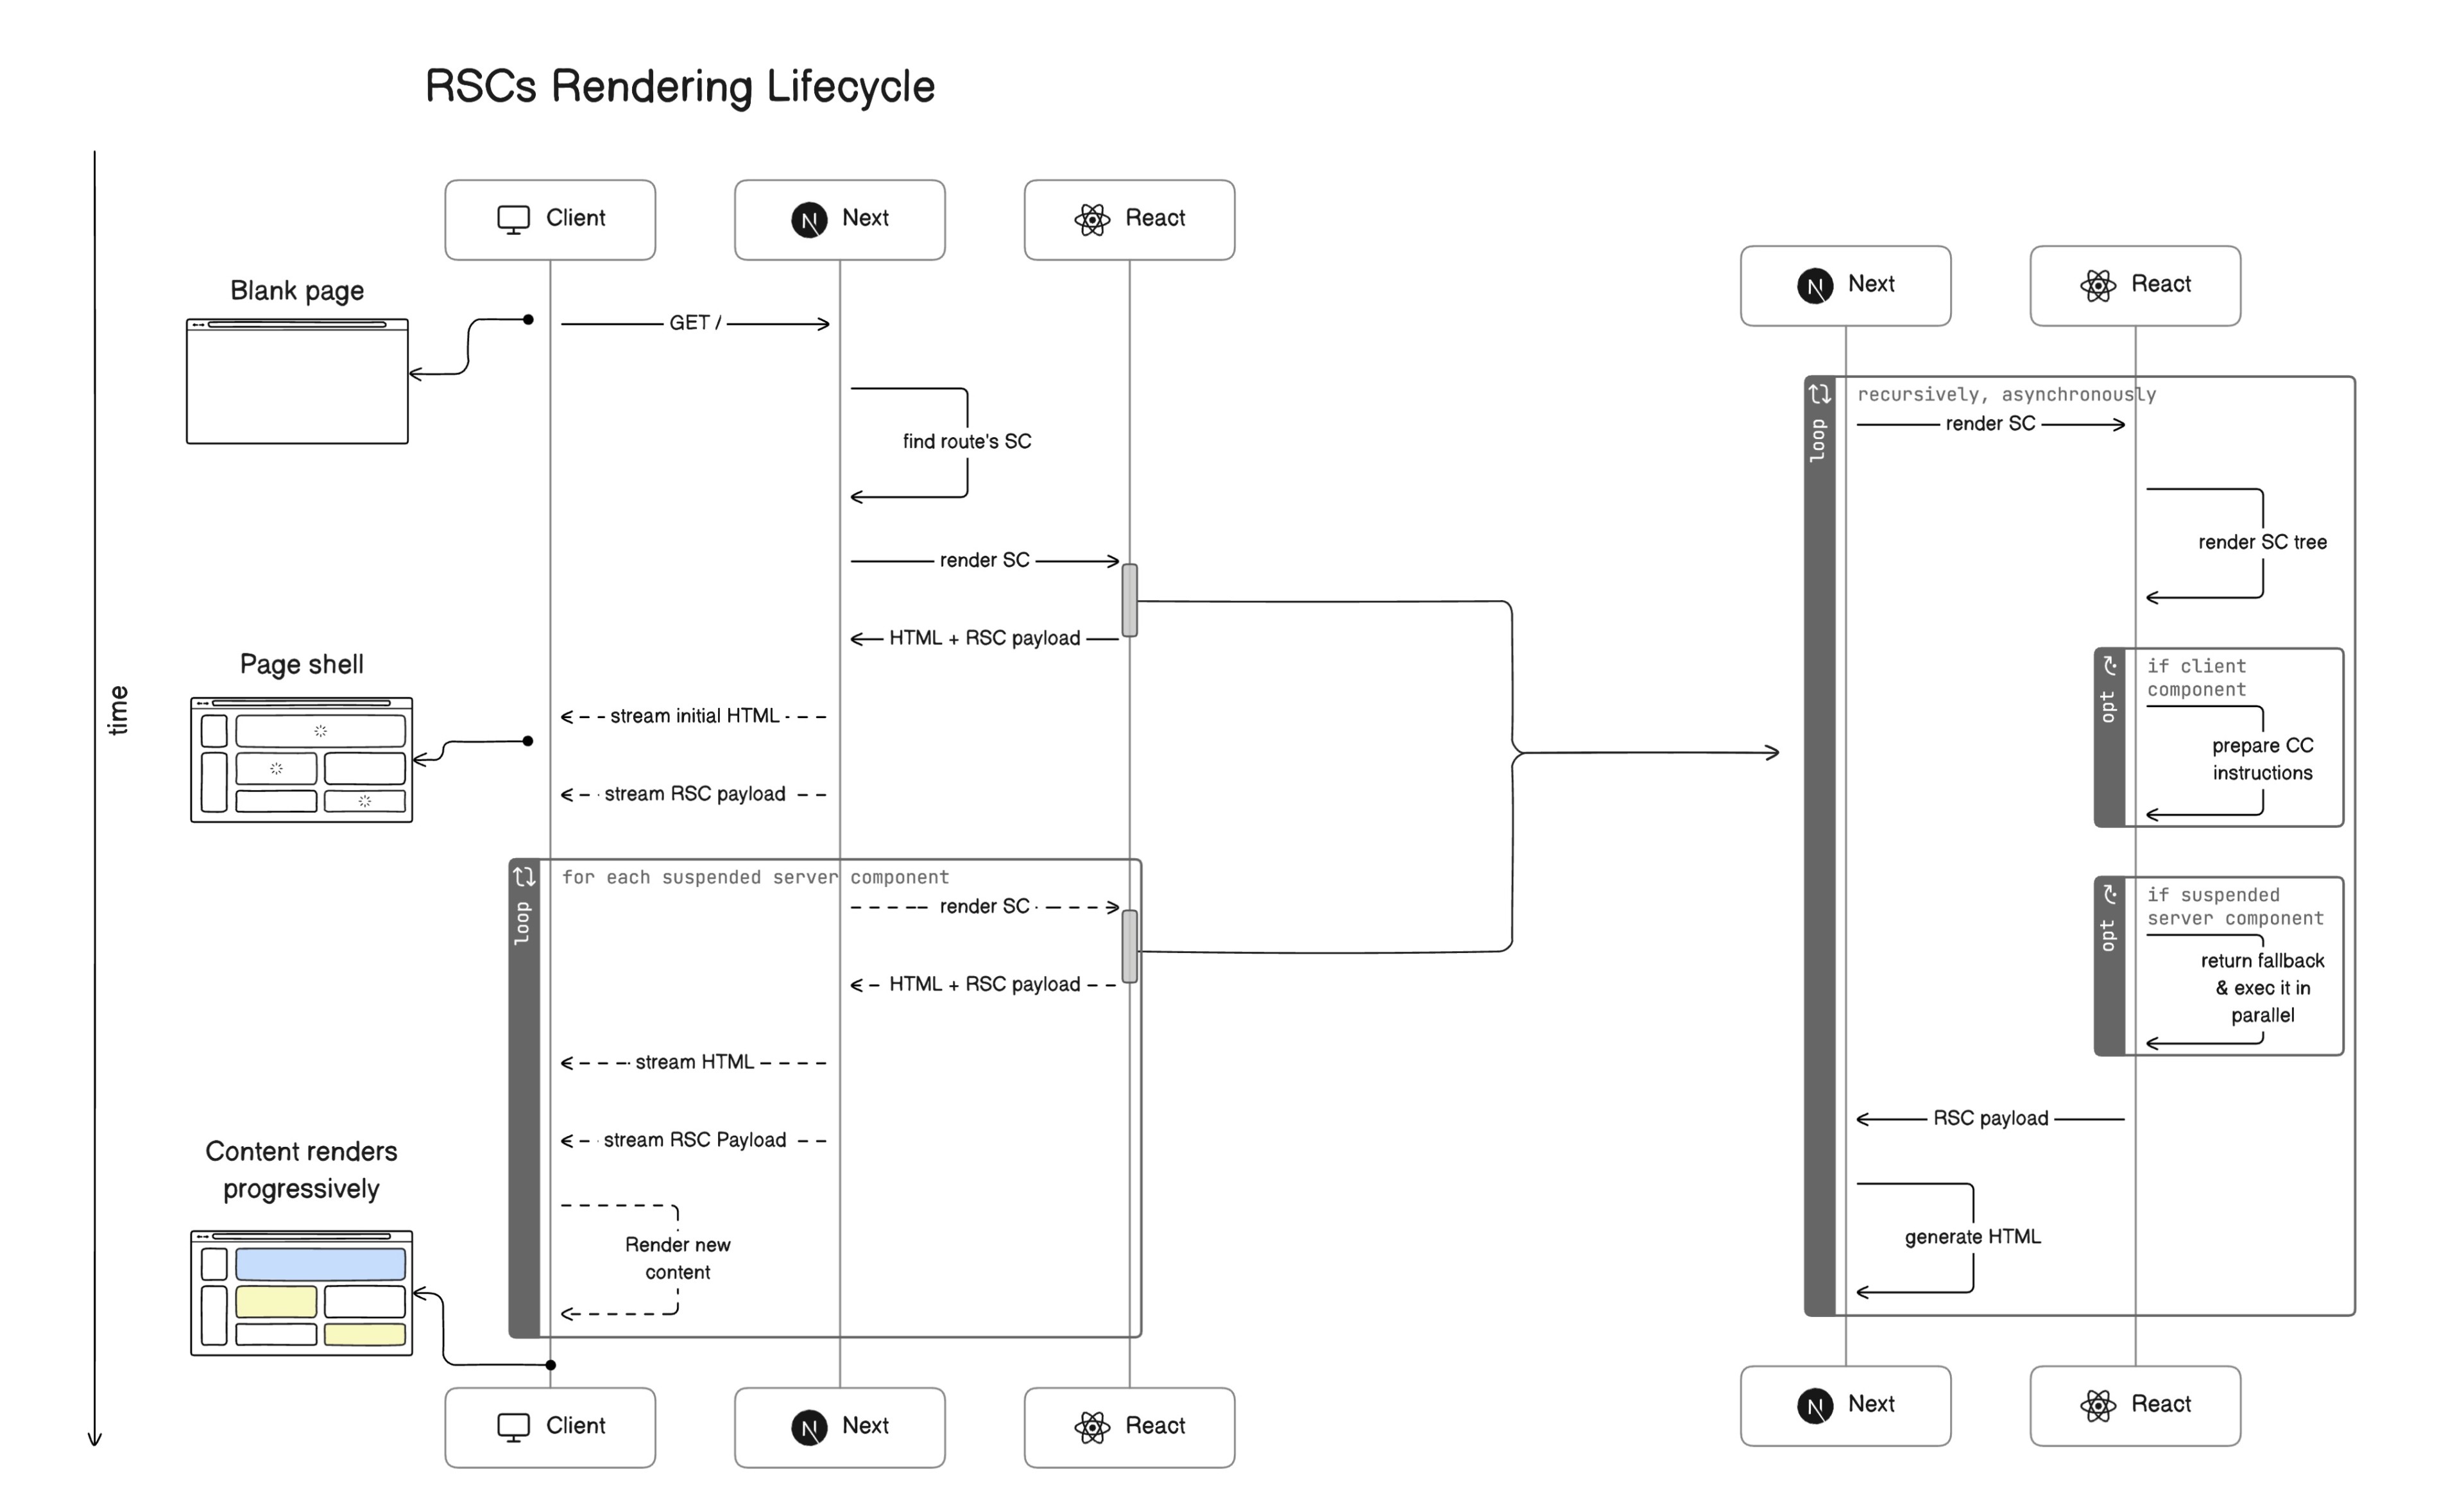 RSCs Rendering Lifecycle
Client
Next
React
Blank page
GET /
find route's SC
render SC
HTML + RSC payload
Page shell
stream initial HTML
stream RSC payload
time
loop
for each suspended server component
render SC
HTML + RSC payload
stream HTML
stream RSC Payload
Content renders
progressively
Render new
content
Client
Next
React
Next
React
loop
recursively, asynchronously
render SC
render SC tree
opt
if client
component
prepare CC
instructions
opt
if suspended
server component
return fallback
& exec it in
parallel
RSC payload
generate HTML
Next
React